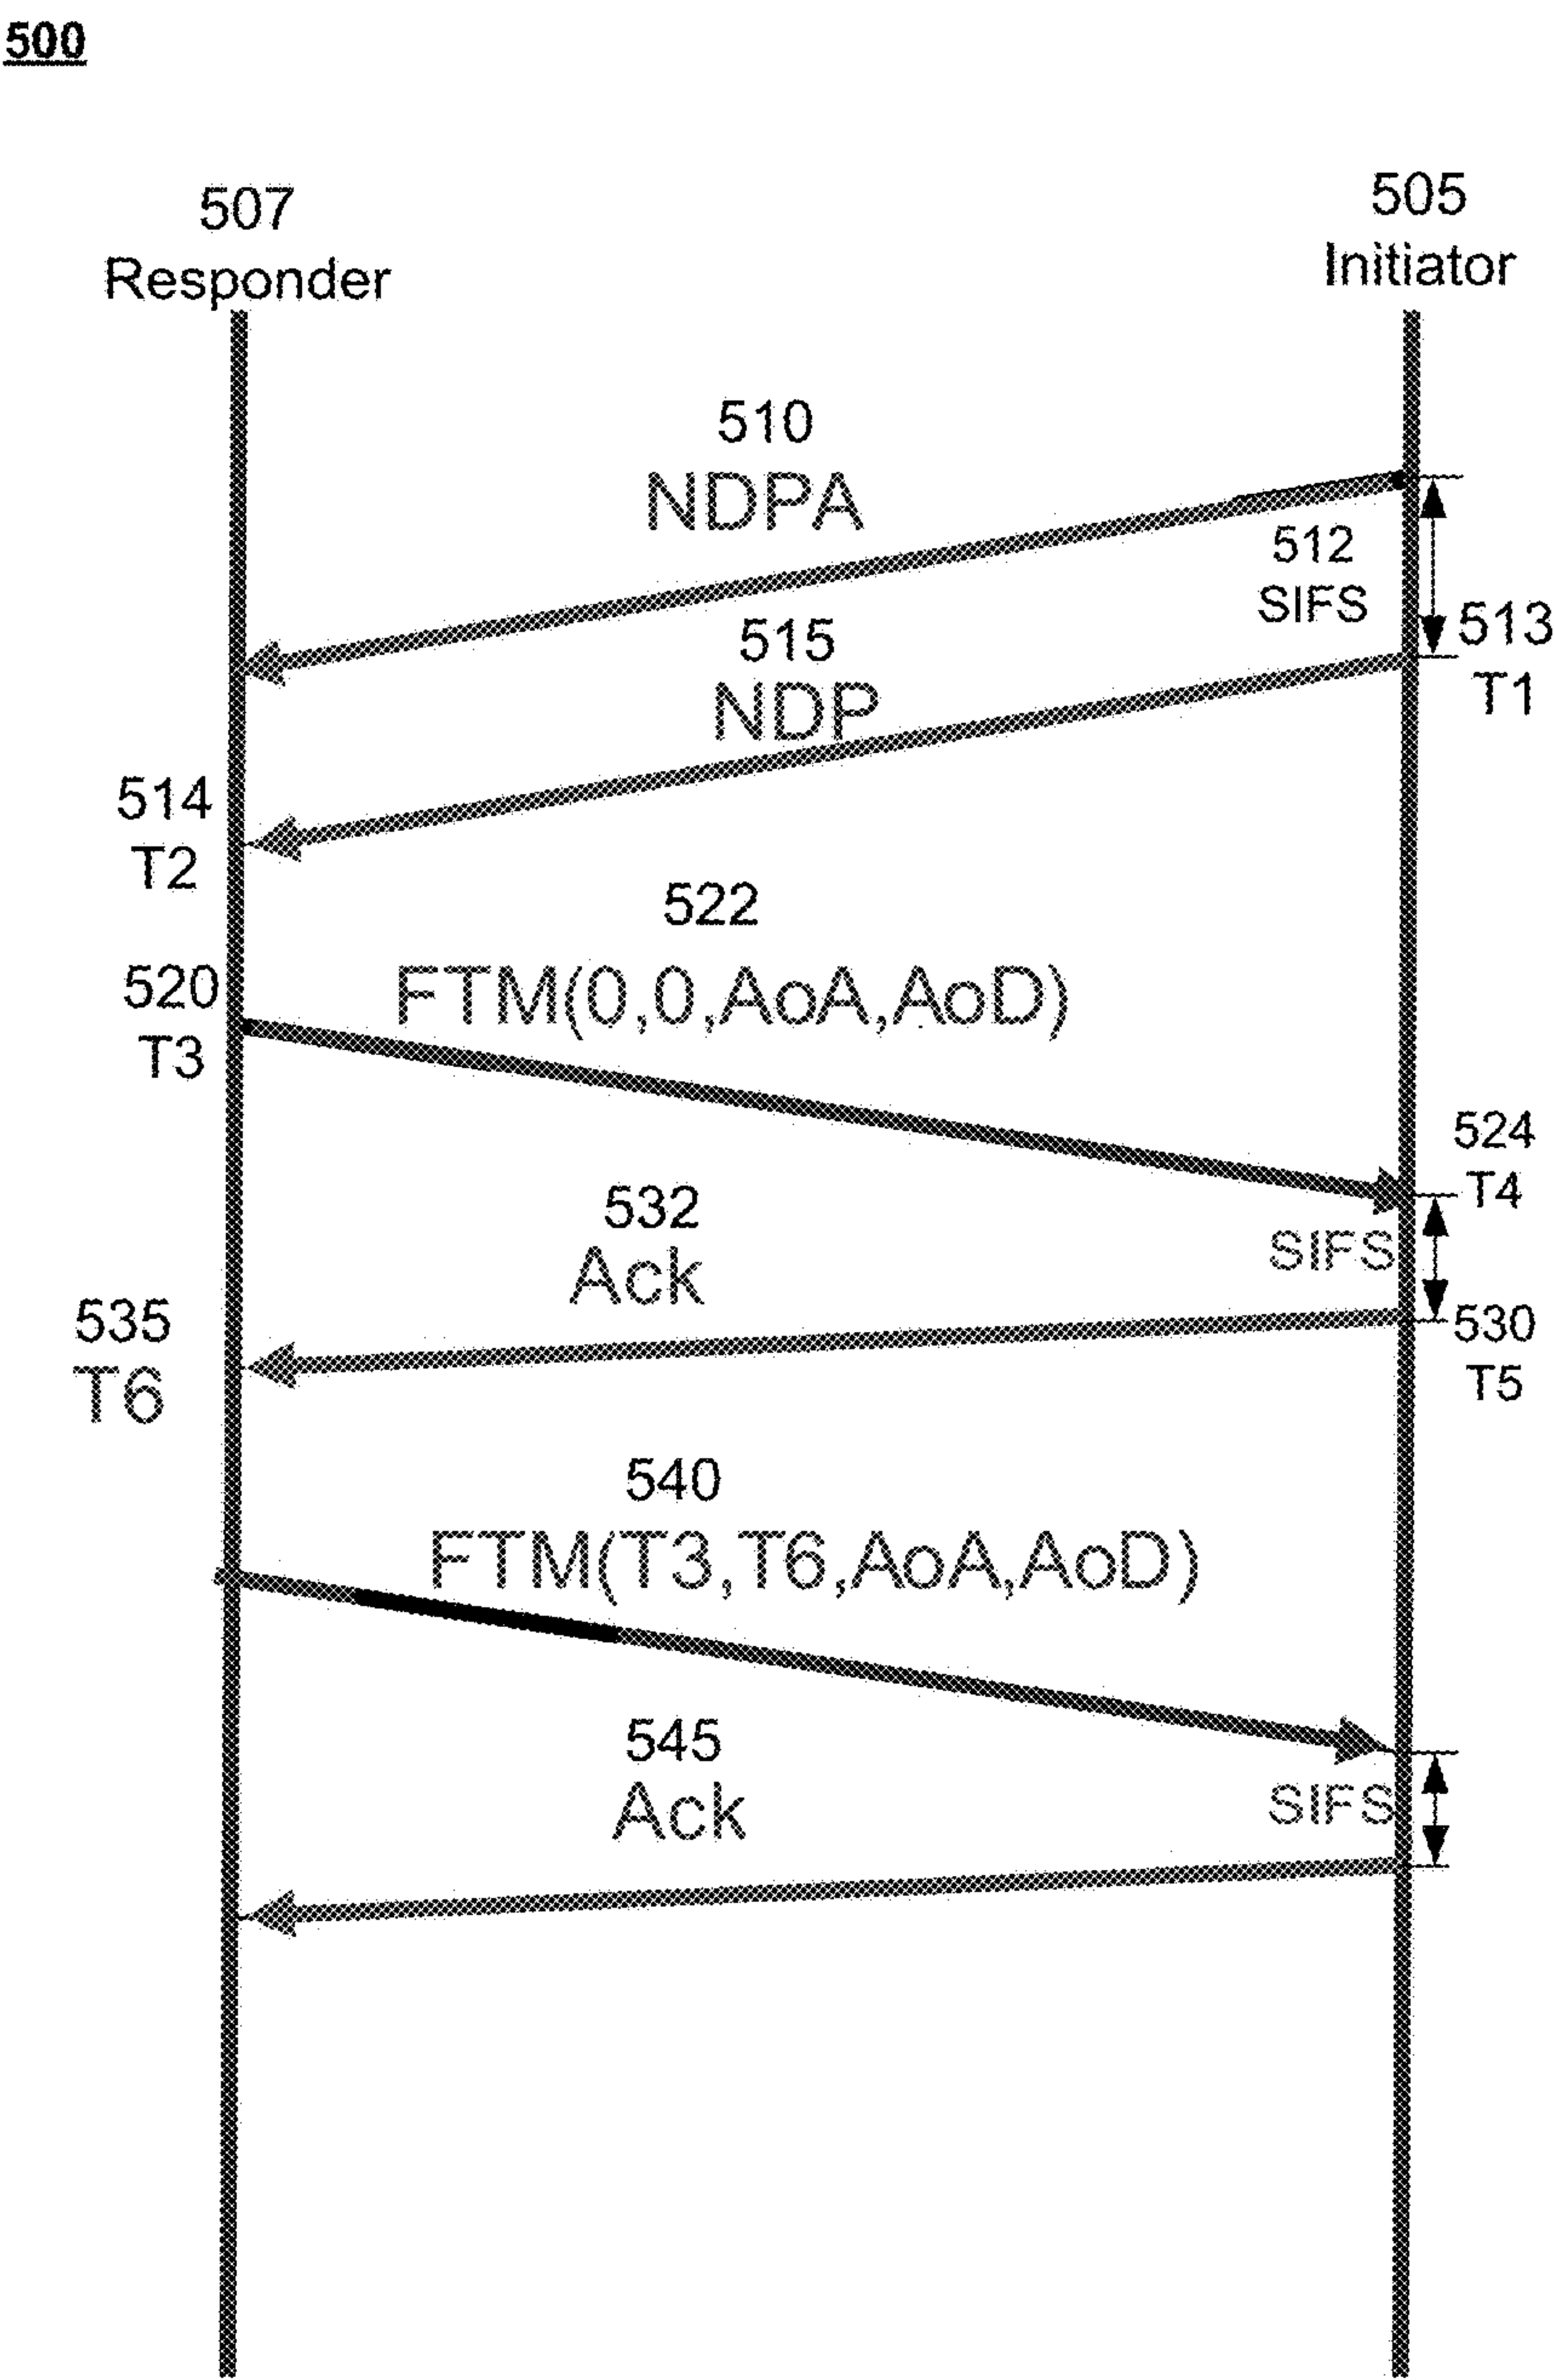 500
507
Responder
505
Initiator
510
NDPA
512
SIFS
513
T1
515
NDP
514
T2
522
FTM(0,0,AoA,AoD)
520
T3
524
T4
532
Ack
SIFS
535
T6
530
T5
540
FTM(T3,T6,AoA,AoD)
545
Ack
SIFS